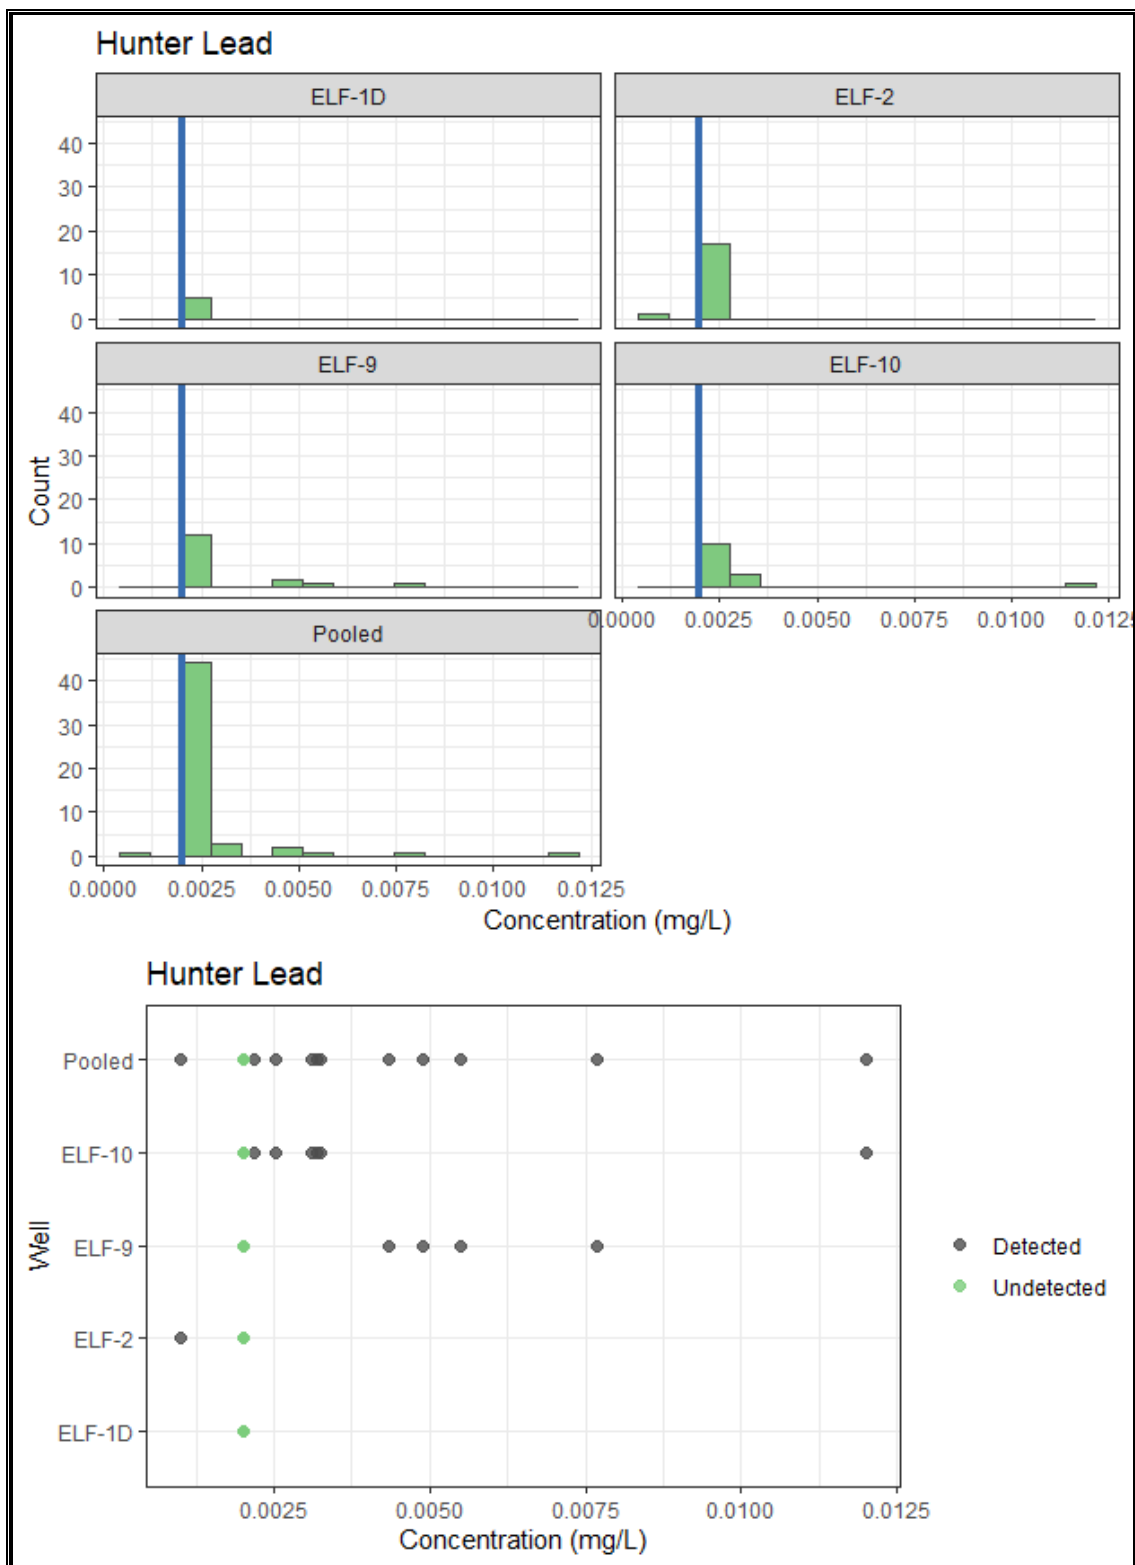 Hunter Lead
ELF-1D
ELF-2
40
30
20
10
0
ELF-9
ELF-10
Count
40
30
20
10
0
0.0000 0.0025 0.0050 0.0075 0.0100 0.012
Pooled
40
30
20
10
0
0.0000 0.0025 0.0050 0.0075 0.0100 0.0125
Concentration (mg/L)
Hunter Lead
Well
Pooled
ELF-10
ELF-9
ELF-2
ELF-1D
Detected
Undetected
0.0025 0.0050 0.0075 0.0100 0.0125
Concentration (mg/L)